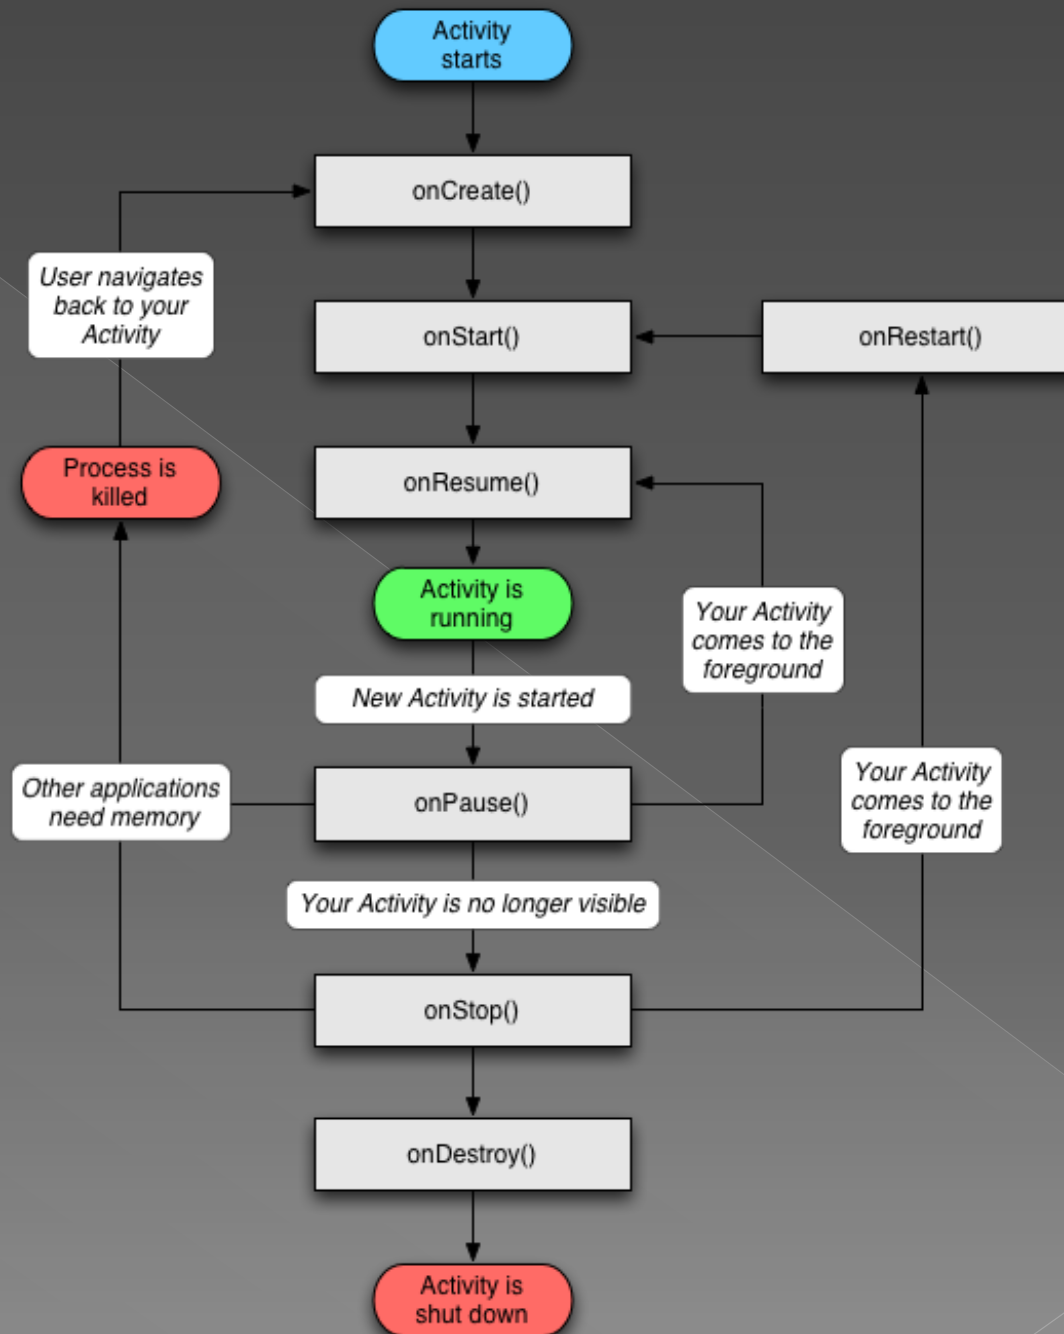 Activity
starts
onCreate()
User navigates
back to your
Activity
onStart()
onRestart()
Process is
killed
onResume()
Activity is
running
Your Activity
comes to the
foreground
New Activity is started
Other applications
need memory
onPause()
Your Activity
comes to the
foreground
Your Activity is no longer visible
onStop()
onDestroy()
Activity is
shut down